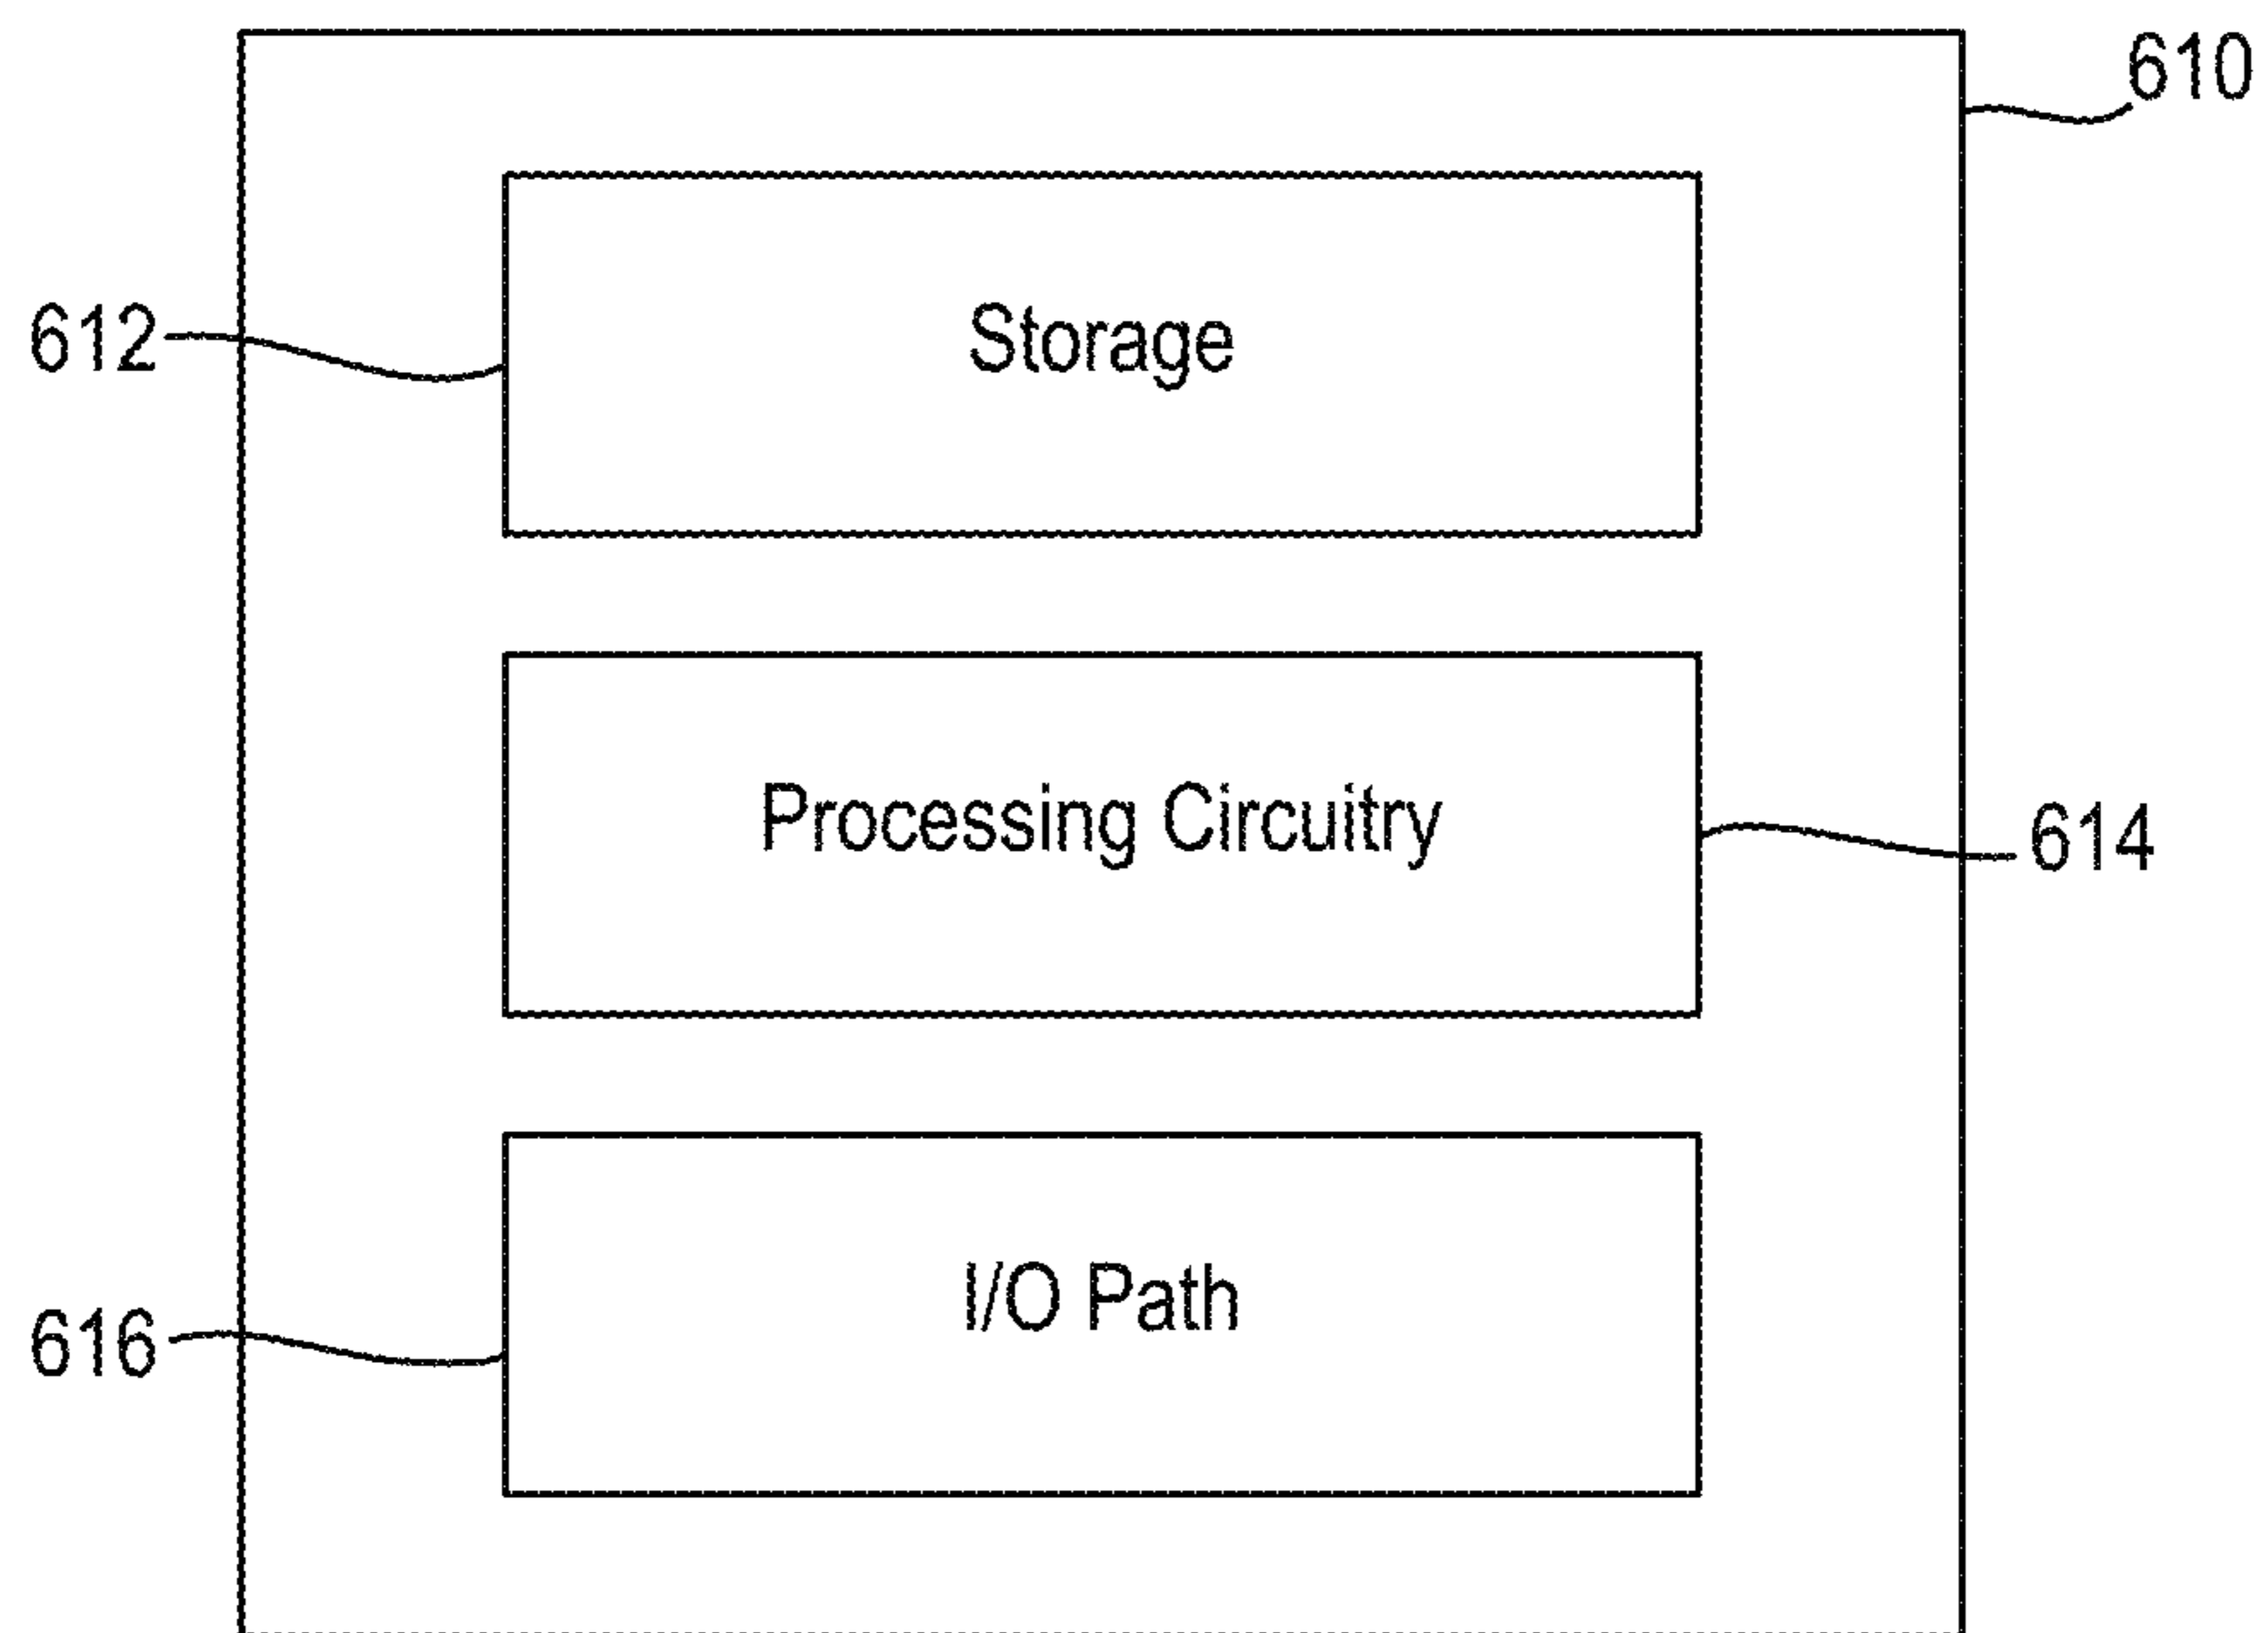 610
612
Storage
Processing Circuitry
614
I/O Path
616